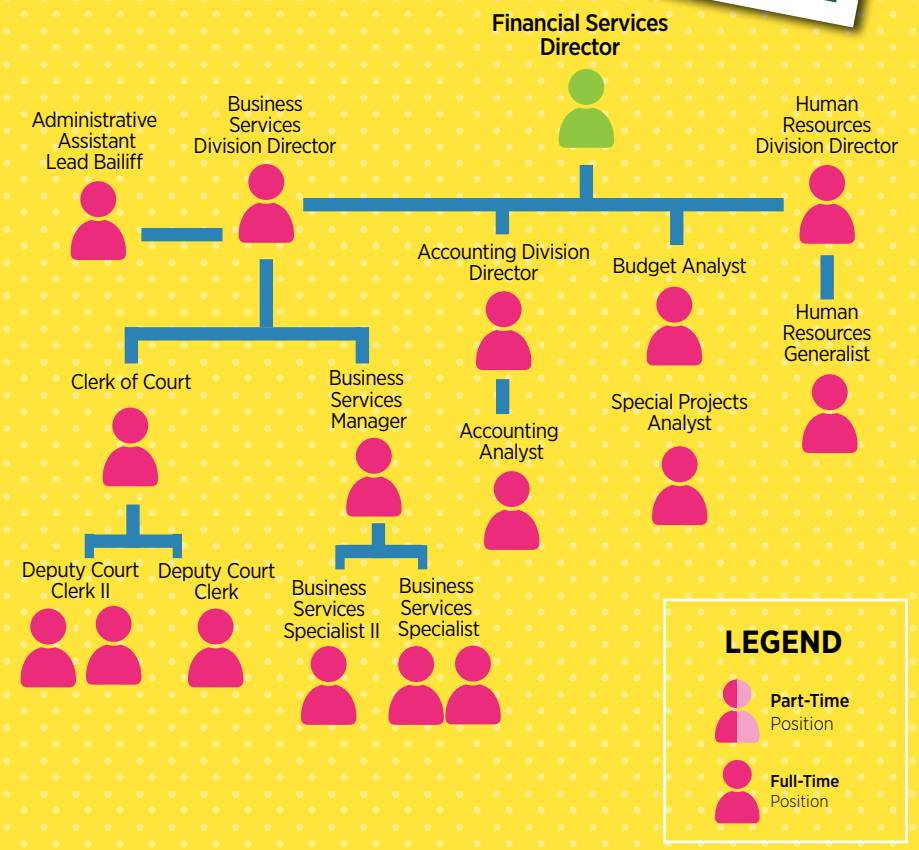 Financial Services
Director
Administrative
Assistant
Lead Bailiff
Business
Services
Division Director
Human
Resources
Division Director
Accounting Division
Director
Budget Analyst
Human
Resources
Generalist
Clerk of Court
Business
Services
Manager
Accounting
Analyst
Special Projects
Analyst
Deputy Court
Clerk II
Deputy Court
Clerk
Business
Services
Specialist II
Business
Services
Specialist
LEGEND
Part-Time
Position
Full-Time
Position